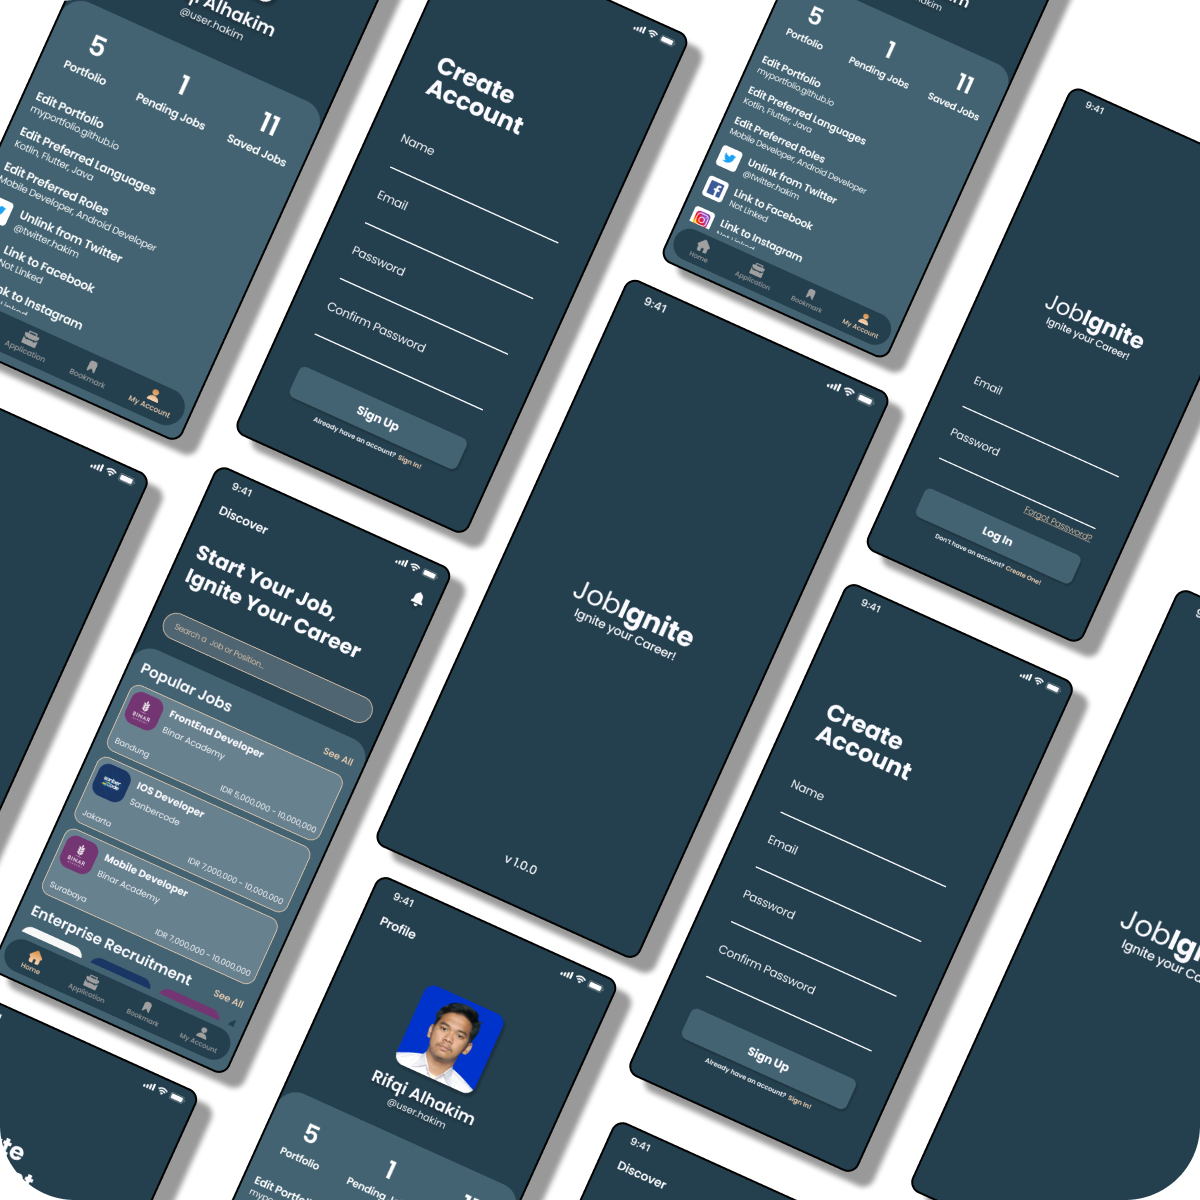 Alhakim
@user.hakim
5
Portfolio
1
Pending Jobs
11
Saved Jobs
Edit Portfolio
myportfolio.github.io
Edit Preferred Languages
Kotlin, Flutter, Java
Edit Preferred Roles
Mobile Developer, Android Developer
Unlink from Twitter
@twitter.hakim
Link to Facebook
Not Linked
Instagram
Application
Bookmark
My Account
Create
Account
Name
Email
Password
Confirm Password
Sign Up
Already have an account? Sign In!
5
Portfolio
1
Pending Jobs
11
Saved Jobs
Edit Portfolio
myportfolio.github.io
Edit Preferred Languages
Kotlin, Flutter, Java
Edit Preferred Roles
Mobile Developer, Android Developer
Unlink from Twitter
@twitter.hakim
Link to Facebook
Not Linked
Link to Instagram
Home
Application
Bookmark
My Account
9:41
JobIgnite
Ignite your Career!
Email
Password
Forgot Password?
Log In
Don't have an account? Create One!
9:41
Discover
Start Your Job,
Ignite Your Career
Search a Job or Position...
Popular Jobs
See All
BINAR
FrontEnd Developer
Binar Academy
Bandung
IDR 5,000,000 - 10,000,000
sanber
code
IOS Developer
Sanbercode
Jakarta
IDR 7,000,000 - 10,000,000
BINAR
Mobile Developer
Binar Academy
Surabaya
IDR 7,000,000 - 10,000,000
Enterprise Recruitment
See All
Home
Application
Bookmark
My Account
9:41
JobIgnite
Ignite your Career!
v 1.0.0
9:41
Create
Account
Name
Email
Password
Confirm Password
Sign Up
Already have an account? Sign In!
9:41
Profile
Rifqi Alhakim
@user.hakim
5
Portfolio
1
Pending
Edit
9:41
Discover
Job
Ignite your